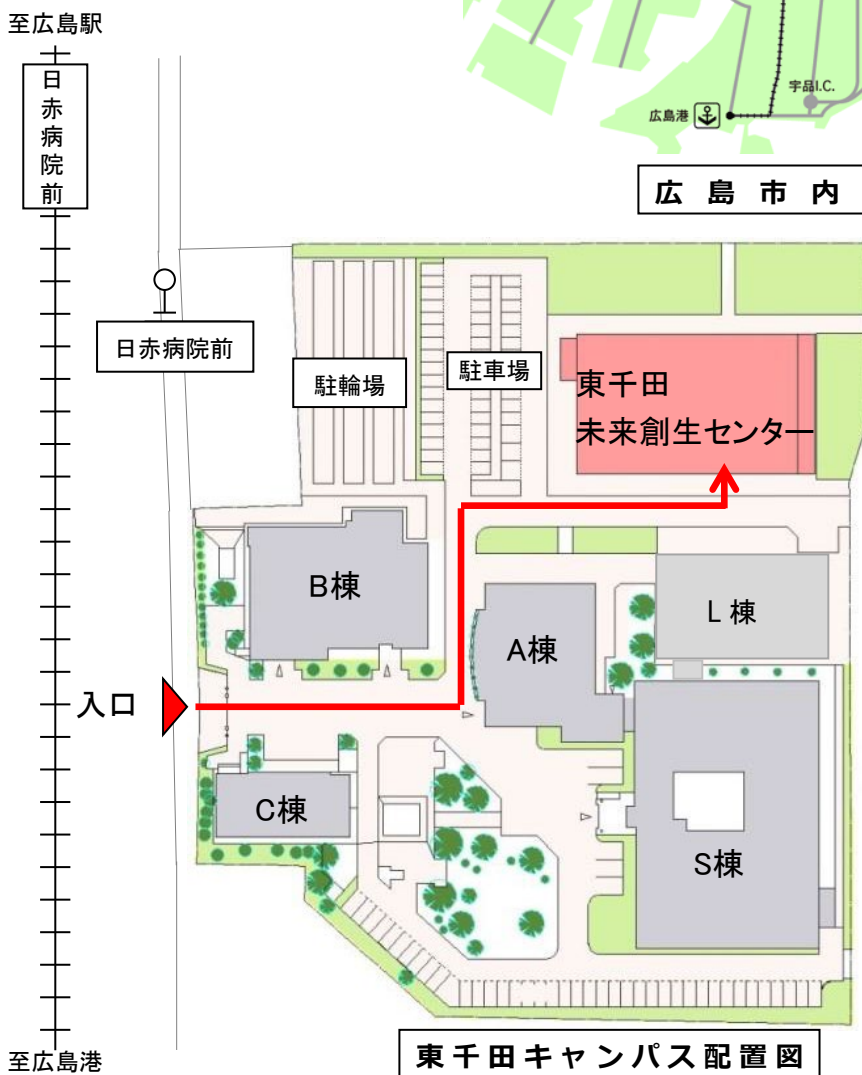 至広島駅
日赤病院前
宇品I.C.
広島港
広島市内
日赤病院前
駐輪場
駐車場
東千田
未来創生センター
B棟
A棟
L棟
入口
C棟
S棟
東千田キャンパス配置図
至広島港